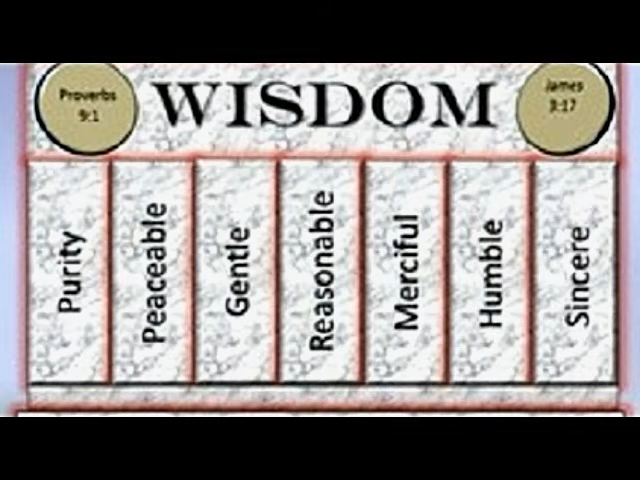 Proverbs
9:1
WISDOM
James
3:17
Purity
Peaceable
Gentle
Reasonable
Merciful
Humble
Sincere